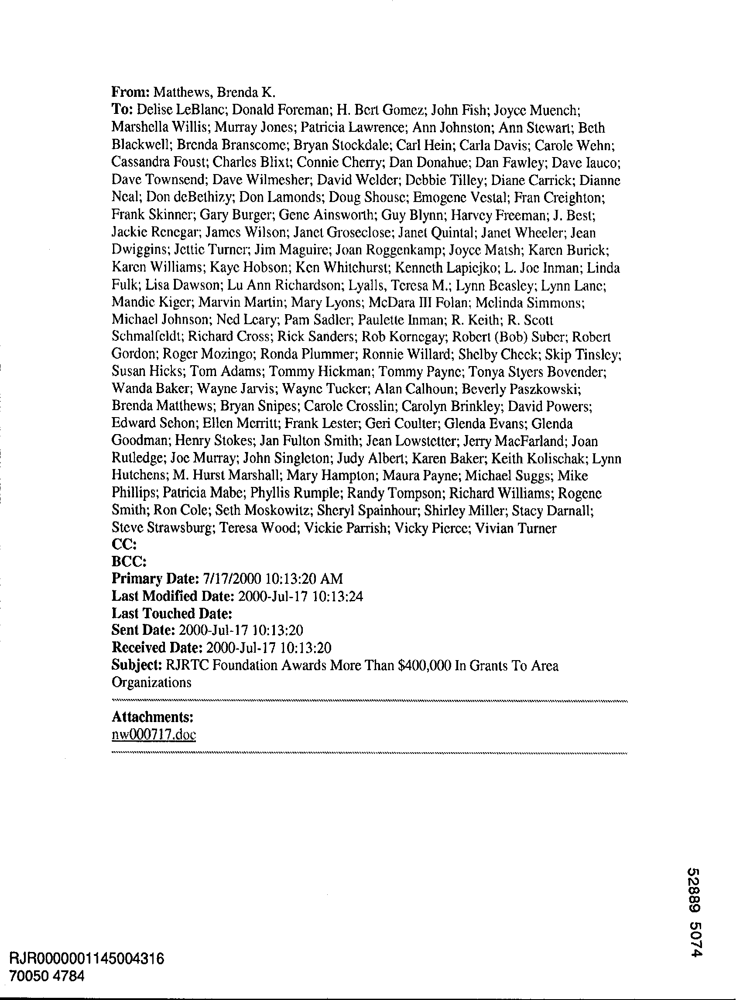 From: Matthews, Brenda K.
To: Delise LeBlanc; Donald Foreman; H. Bert Gomez; John Fish; Joyce Muench;
Marshella Willis; Murray Jones; Patricia Lawrence; Ann Johnston; Ann Stewart; Beth
Blackwell; Brenda Branscome; Bryan Stockdale; Carl Hein; Carla Davis; Carole Wehn;
Cassandra Foust; Charles Blixt; Connie Cherry; Dan Donahue; Dan Fawley; Dave Iauco;
Dave Townsend; Dave Wilmesher; David Welder; Debbie Tilley; Diane Carrick; Dianne
Neal; Don deBethizy; Don Lamonds; Doug Shouse; Emogene Vestal; Fran Creighton;
Frank Skinner; Gary Burger; Gene Ainsworth; Guy Blynn; Harvey Freeman; J. Best;
Jackie Renegar; James Wilson; Janet Groseclose; Janet Quintal; Janet Wheeler; Jean
Dwiggins; Jettie Turner; Jim Maguire; Joan Roggenkamp; Joyce Matsh; Karen Burick;
Karen Williams; Kaye Hobson; Ken Whitehurst; Kenneth Lapiejko; L. Joe Inman; Linda
Fulk; Lisa Dawson; Lu Ann Richardson; Lyalls, Teresa M.; Lynn Beasley; Lynn Lane;
Mandie Kiger; Marvin Martin; Mary Lyons; McDara III Folan; Melinda Simmons;
Michael Johnson; Ned Leary; Pam Sadler; Paulette Inman; R. Keith; R. Scott
Schmalfeldt; Richard Cross; Rick Sanders; Rob Kornegay; Robert (Bob) Suber; Robert
Gordon; Roger Mozingo; Ronda Plummer; Ronnie Willard; Shelby Cheek; Skip Tinsley;
Susan Hicks; Tom Adams; Tommy Hickman; Tommy Payne; Tonya Styers Bovender;
Wanda Baker; Wayne Jarvis; Wayne Tucker; Alan Calhoun; Beverly Paszkowski;
Brenda Matthews; Bryan Snipes; Carole Crosslin; Carolyn Brinkley; David Powers;
Edward Sehon; Ellen Merritt; Frank Lester; Geri Coulter; Glenda Evans; Glenda
Goodman; Henry Stokes; Jan Fulton Smith; Jean Lowstetter; Jerry MacFarland; Joan
Rutledge; Joe Murray; John Singleton; Judy Albert; Karen Baker; Keith Kolischak; Lynn
Hutchens; M. Hurst Marshall; Mary Hampton; Maura Payne; Michael Suggs; Mike
Phillips; Patricia Mabe; Phyllis Rumple; Randy Tompson; Richard Williams; Rogene
Smith; Ron Cole; Seth Moskowitz; Sheryl Spainhour; Shirley Miller; Stacy Darnall;
Steve Strawsburg; Teresa Wood; Vickie Parrish; Vicky Pierce; Vivian Turner
CC:
BCC:
Primary Date: 7/17/2000 10:13:20 AM
Last Modified Date: 2000-Jul-17 10:13:24
Last Touched Date:
Sent Date: 2000-Jul-17 10:13:20
Received Date: 2000-Jul-17 10:13:20
Subject: RJRTC Foundation Awards More Than $400,000 In Grants To Area
Organizations
Attachments:
nw000717.doc
52889 5074
RJR0000001145004316
70050 4784